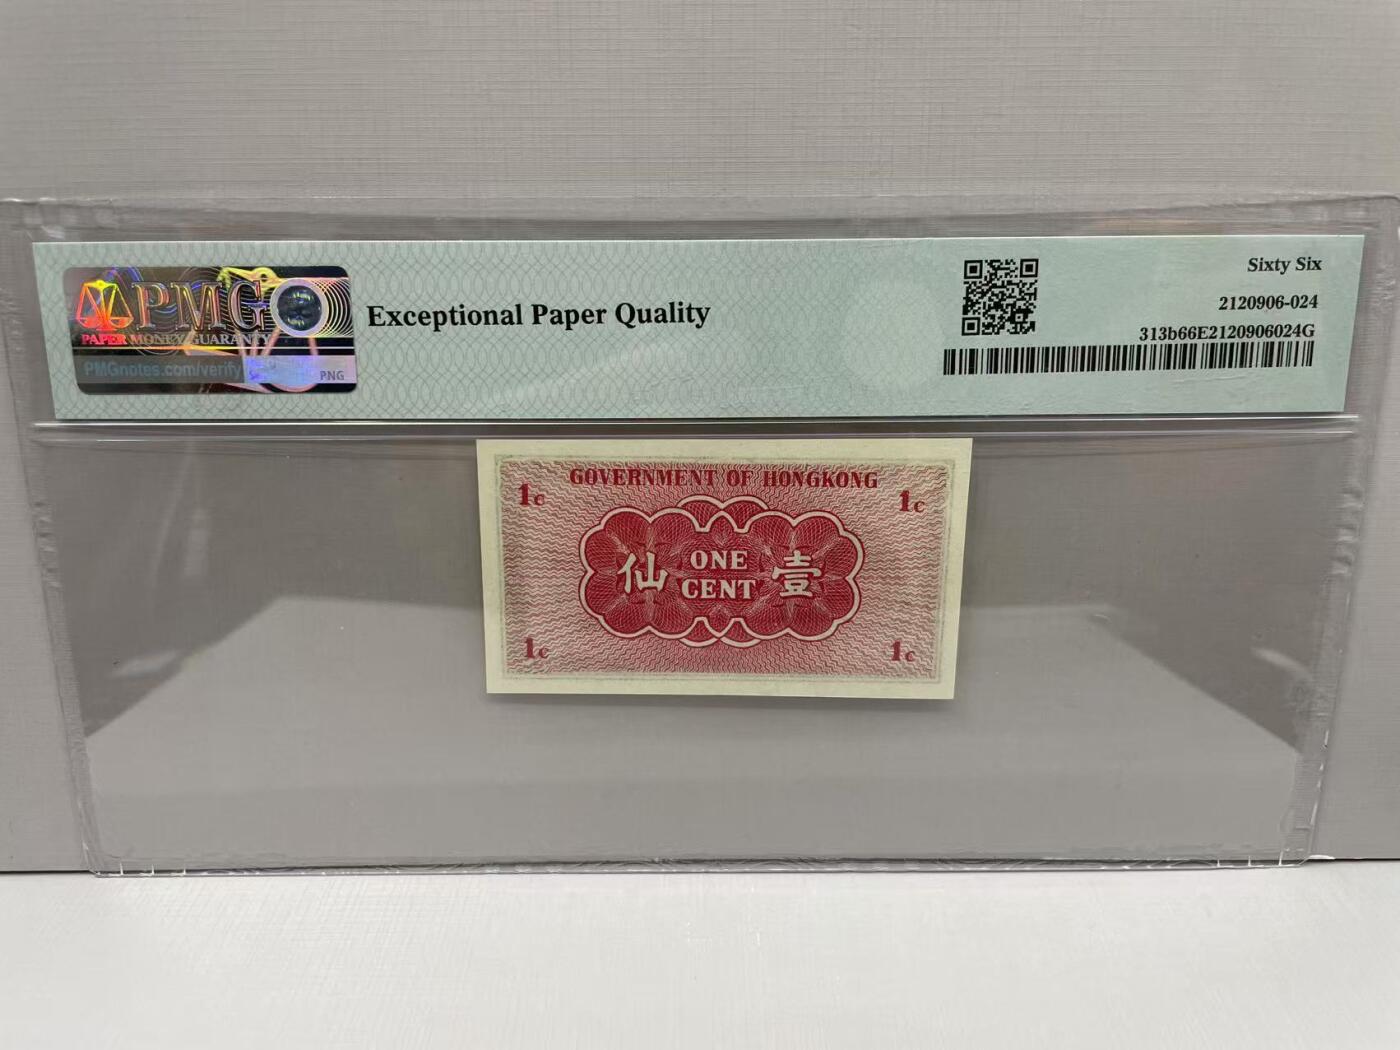 PMG
PAPER MONEY GUARANTY
PMGnotes.com/verify
PNG
Exceptional Paper Quality
Sixty Six
2120906-024
313b66E2120906024G
GOVERNMENT OF HONGKONG
1c 1c
仙 ONE CENT 壹
1c 1c